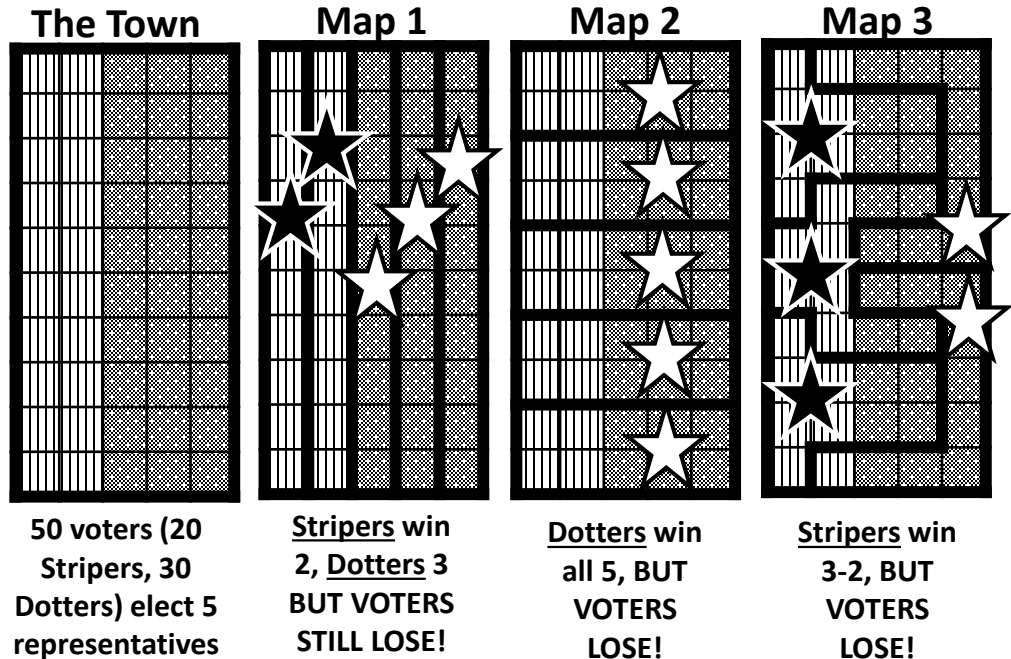 The Town
Map 1
Map 2
Map 3
50 voters (20
Stripers, 30
Dotters) elect 5
representatives
Stripers win
2, Dotters 3
BUT VOTERS
STILL LOSE!
Dotters win
all 5, BUT
VOTERS
LOSE!
Stripers win
3-2, BUT
VOTERS
LOSE!